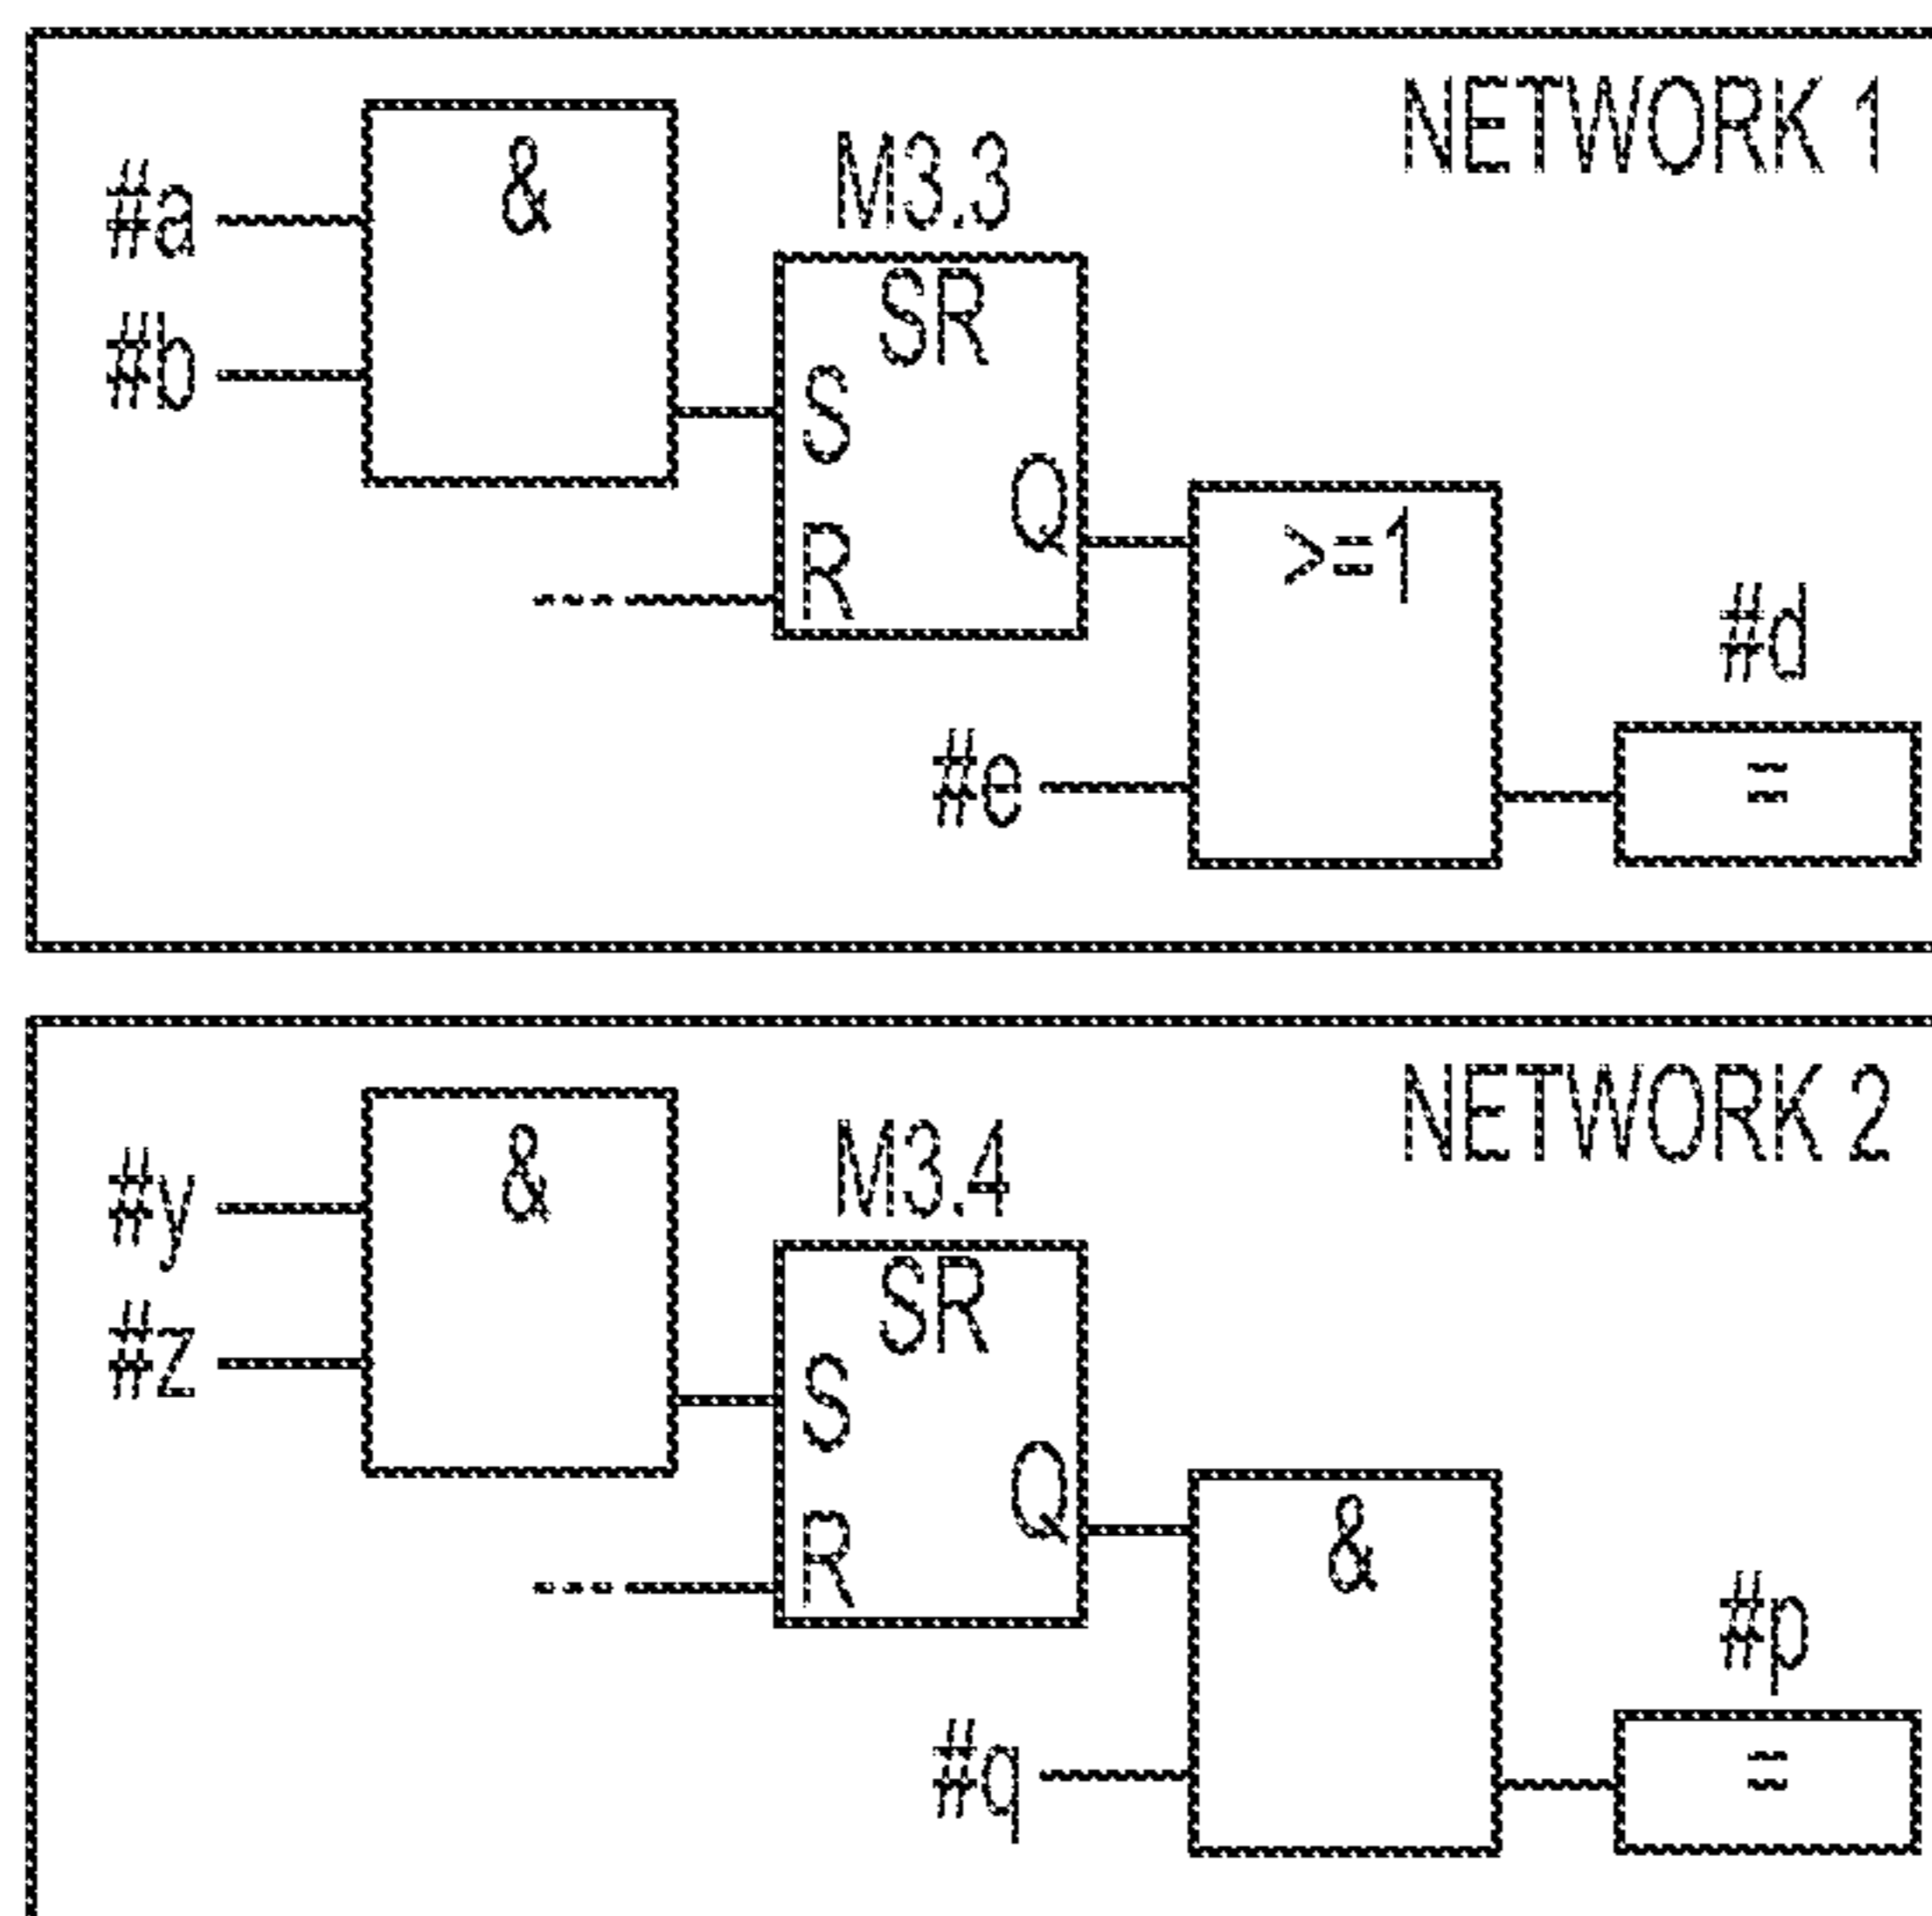 NETWORK 1
#a
&
M3.3
#b
SR
S
Q
R
>=1
#d
#e
=
NETWORK 2
#y
&
M3.4
#z
SR
S
Q
R
&
#p
#q
=